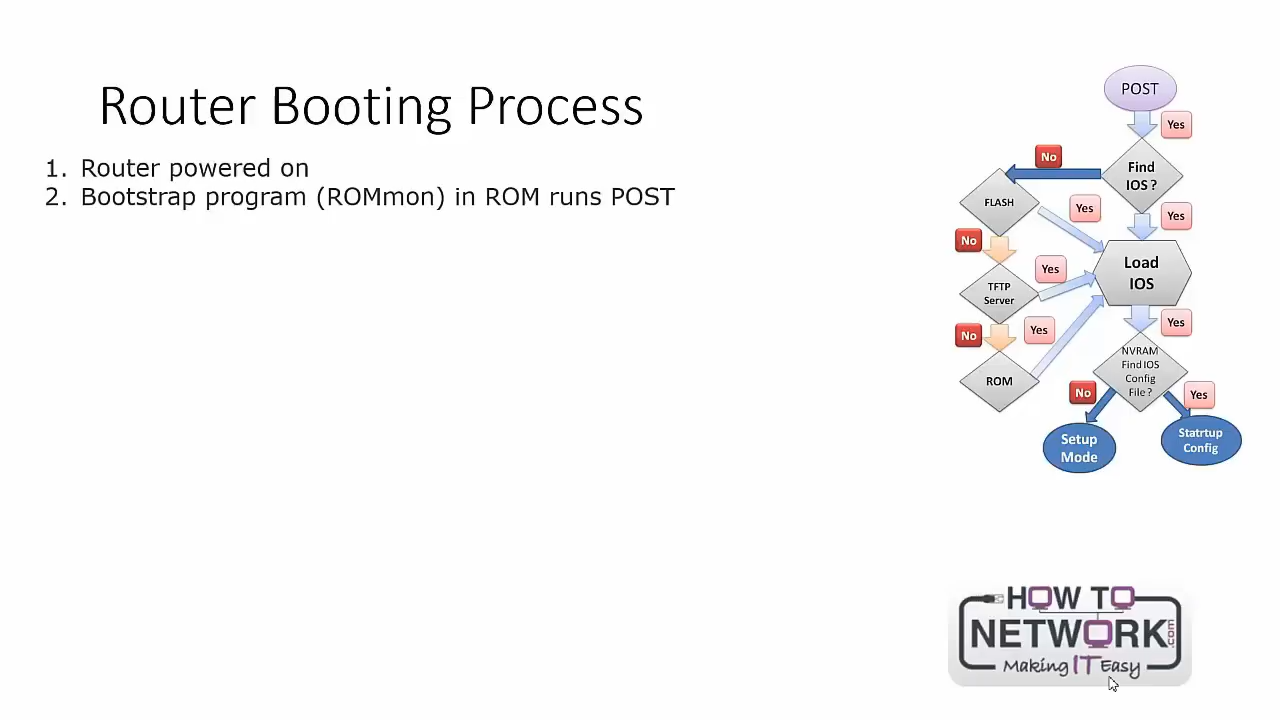 Router Booting Process
1. Router powered on
2. Bootstrap program (ROMmon) in ROM runs POST
POST
Yes
No
Find
IOS ?
FLASH
Yes
Yes
No
Load
IOS
Yes
TFTP
Server
Yes
No
Yes
NVRAM
Find IOS
Config
File ?
ROM
No
Yes
Setup
Mode
Statrtup
Config
HOW TO
NETWORK.com
Making IT Easy